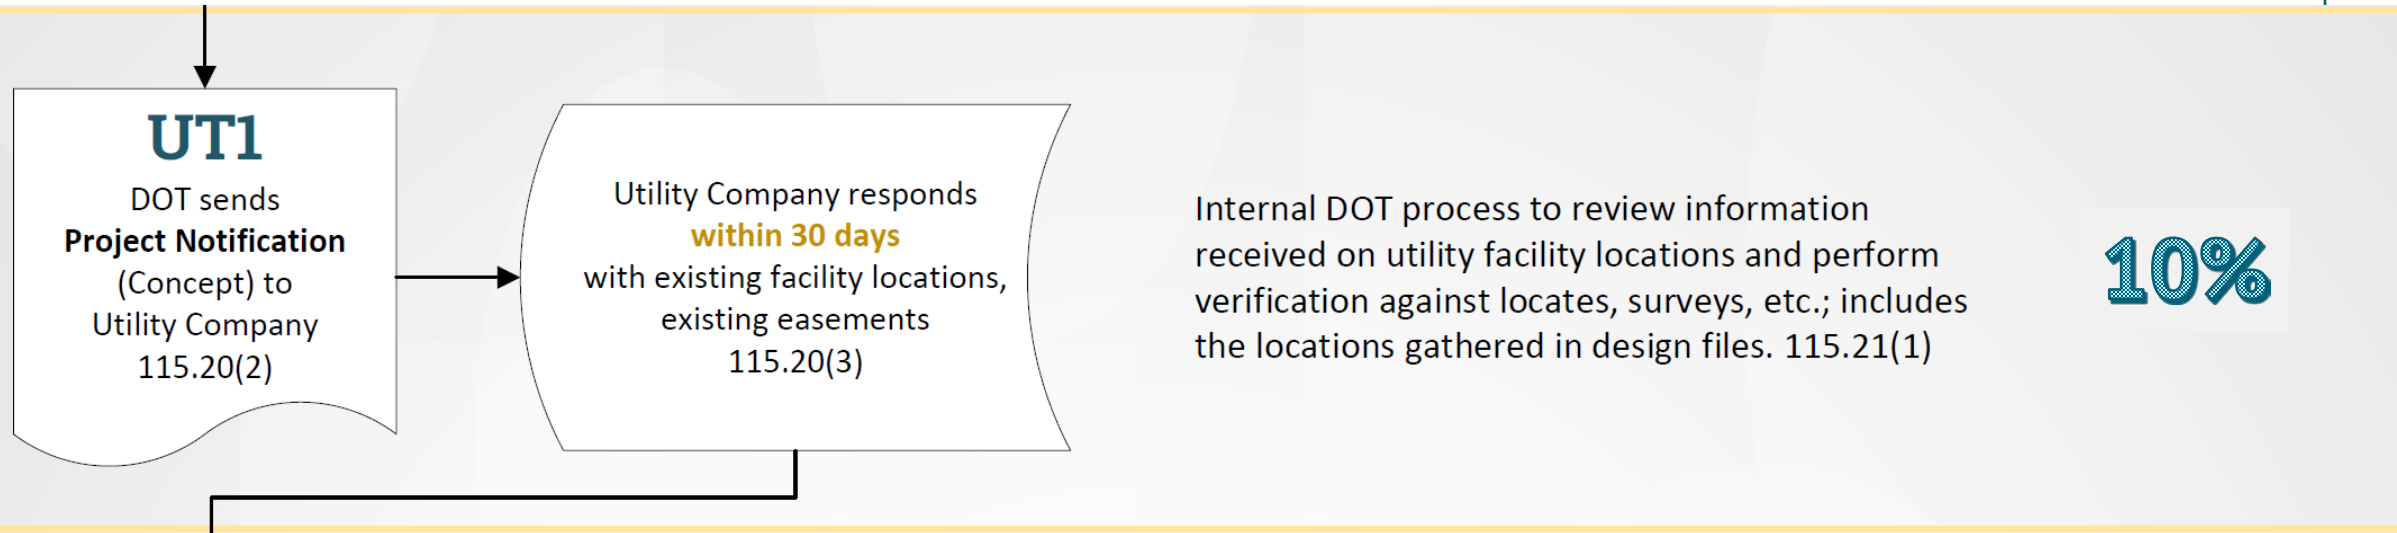 UT1
DOT sends
Project Notification
(Concept) to
Utility Company
115.20(2)
Utility Company responds
within 30 days
with existing facility locations,
existing easements
115.20(3)
Internal DOT process to review information
received on utility facility locations and perform
verification against locates, surveys, etc.; includes
the locations gathered in design files. 115.21(1)
10%